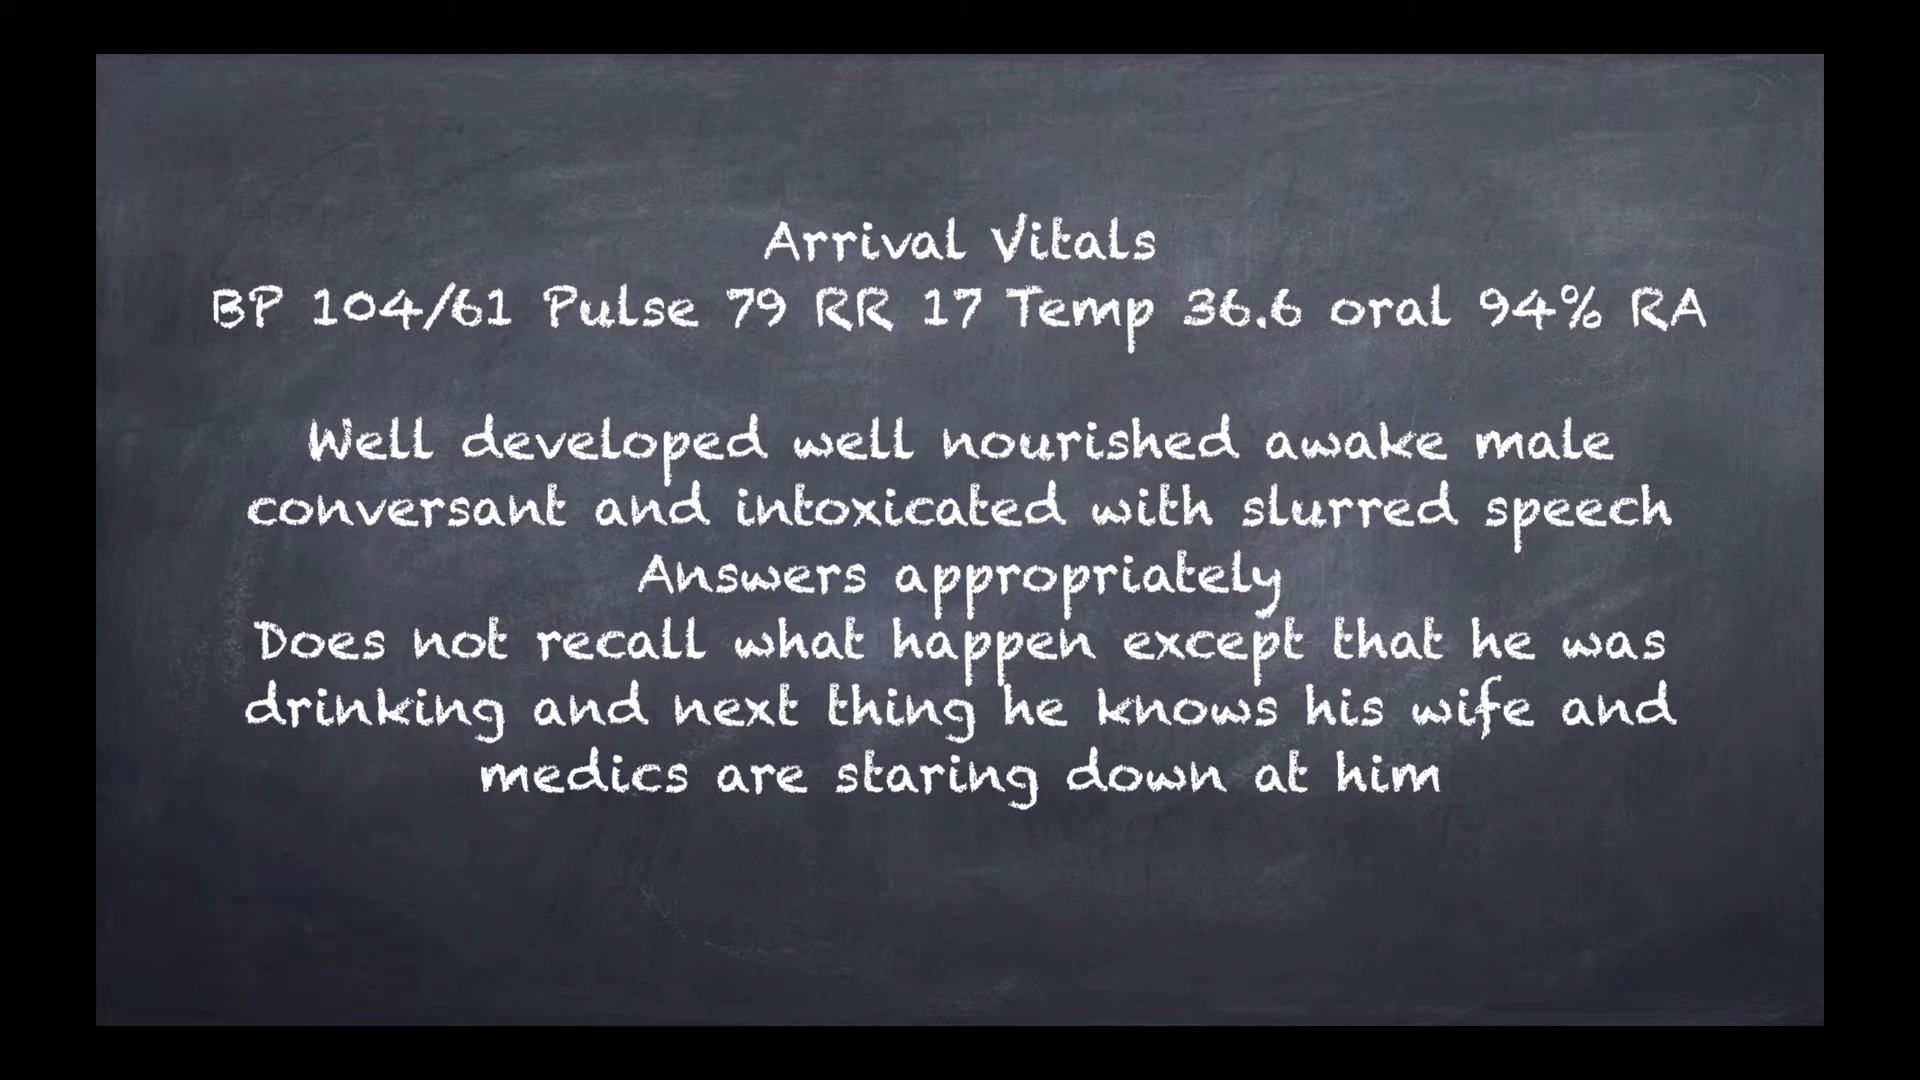 Arrival Vitals
BP 104/61 Pulse 79 RR 17 Temp 36.6 oral 94% RA
Well developed well nourished awake male
conversant and intoxicated with slurred speech
Answers appropriately
Does not recall what happen except that he was
drinking and next thing he knows his wife and
medics are staring down at him